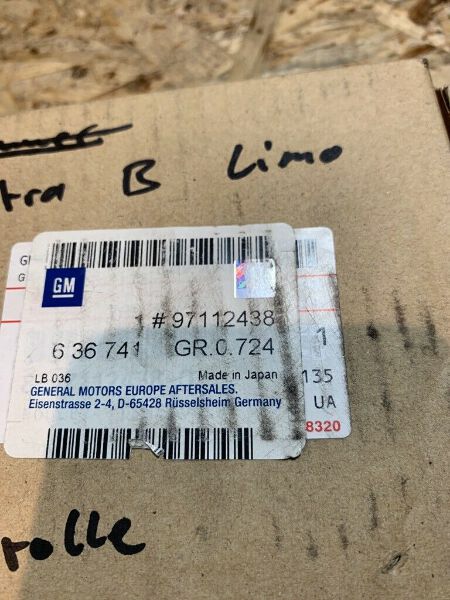 tra B Limo
GM
1 # 97112438
6 36 741 GR.0.724
LB 036 Made in Japan
GENERAL MOTORS EUROPE AFTERSALES.
Eisenstrasse 2-4, D-65428 Rüsselsheim Germany
1
135
UA
8320
rolle